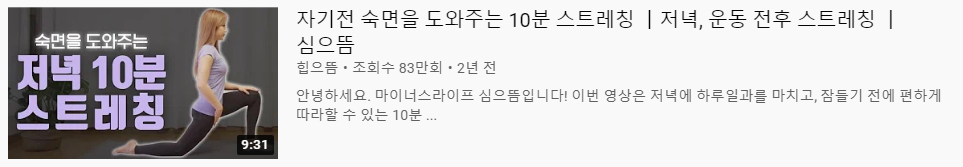 숙면을 도와주는
저녁 10분
스트레칭
9:31
자기전 숙면을 도와주는 10분 스트레칭 ㅣ저녁, 운동 전후 스트레칭 ㅣ
심으뜸
힙으뜸 • 조회수 83만회 • 2년 전
안녕하세요. 마이너스라이프 심으뜸입니다! 이번 영상은 저녁에 하루일과를 마치고, 잠들기 전에 편하게
따라할 수 있는 10분 ...